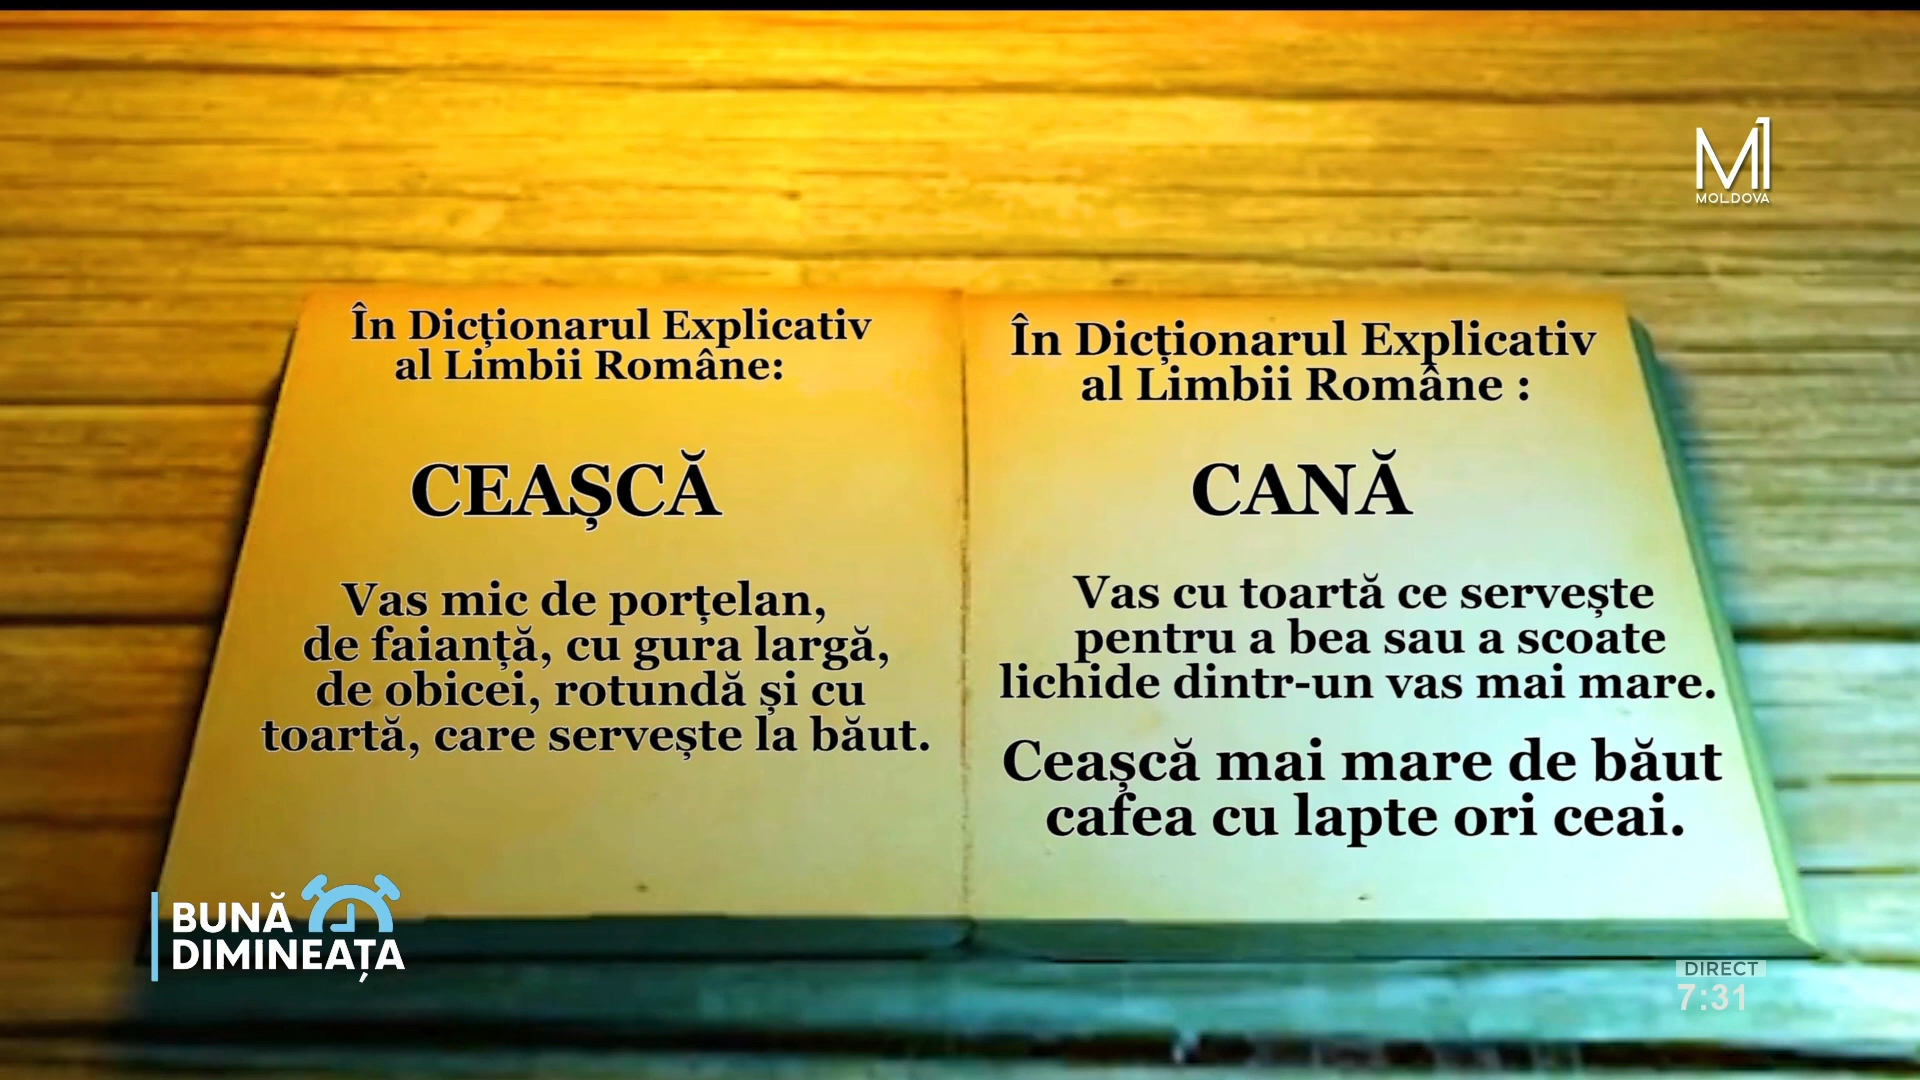 M1
MOLDOVA
În Dicționarul Explicativ
al Limbii Române:
CEAȘCĂ
Vas mic de porțelan,
de faianță, cu gura largă,
de obicei, rotundă și cu
toartă, care servește la băut.
În Dicționarul Explicativ
al Limbii Române :
CANĂ
Vas cu toartă ce servește
pentru a bea sau a scoate
lichide dintr-un vas mai mare.
Ceașcă mai mare de băut
cafea cu lapte ori ceai.
BUNĂ
DIMINEAȚA
DIRECT
7:31